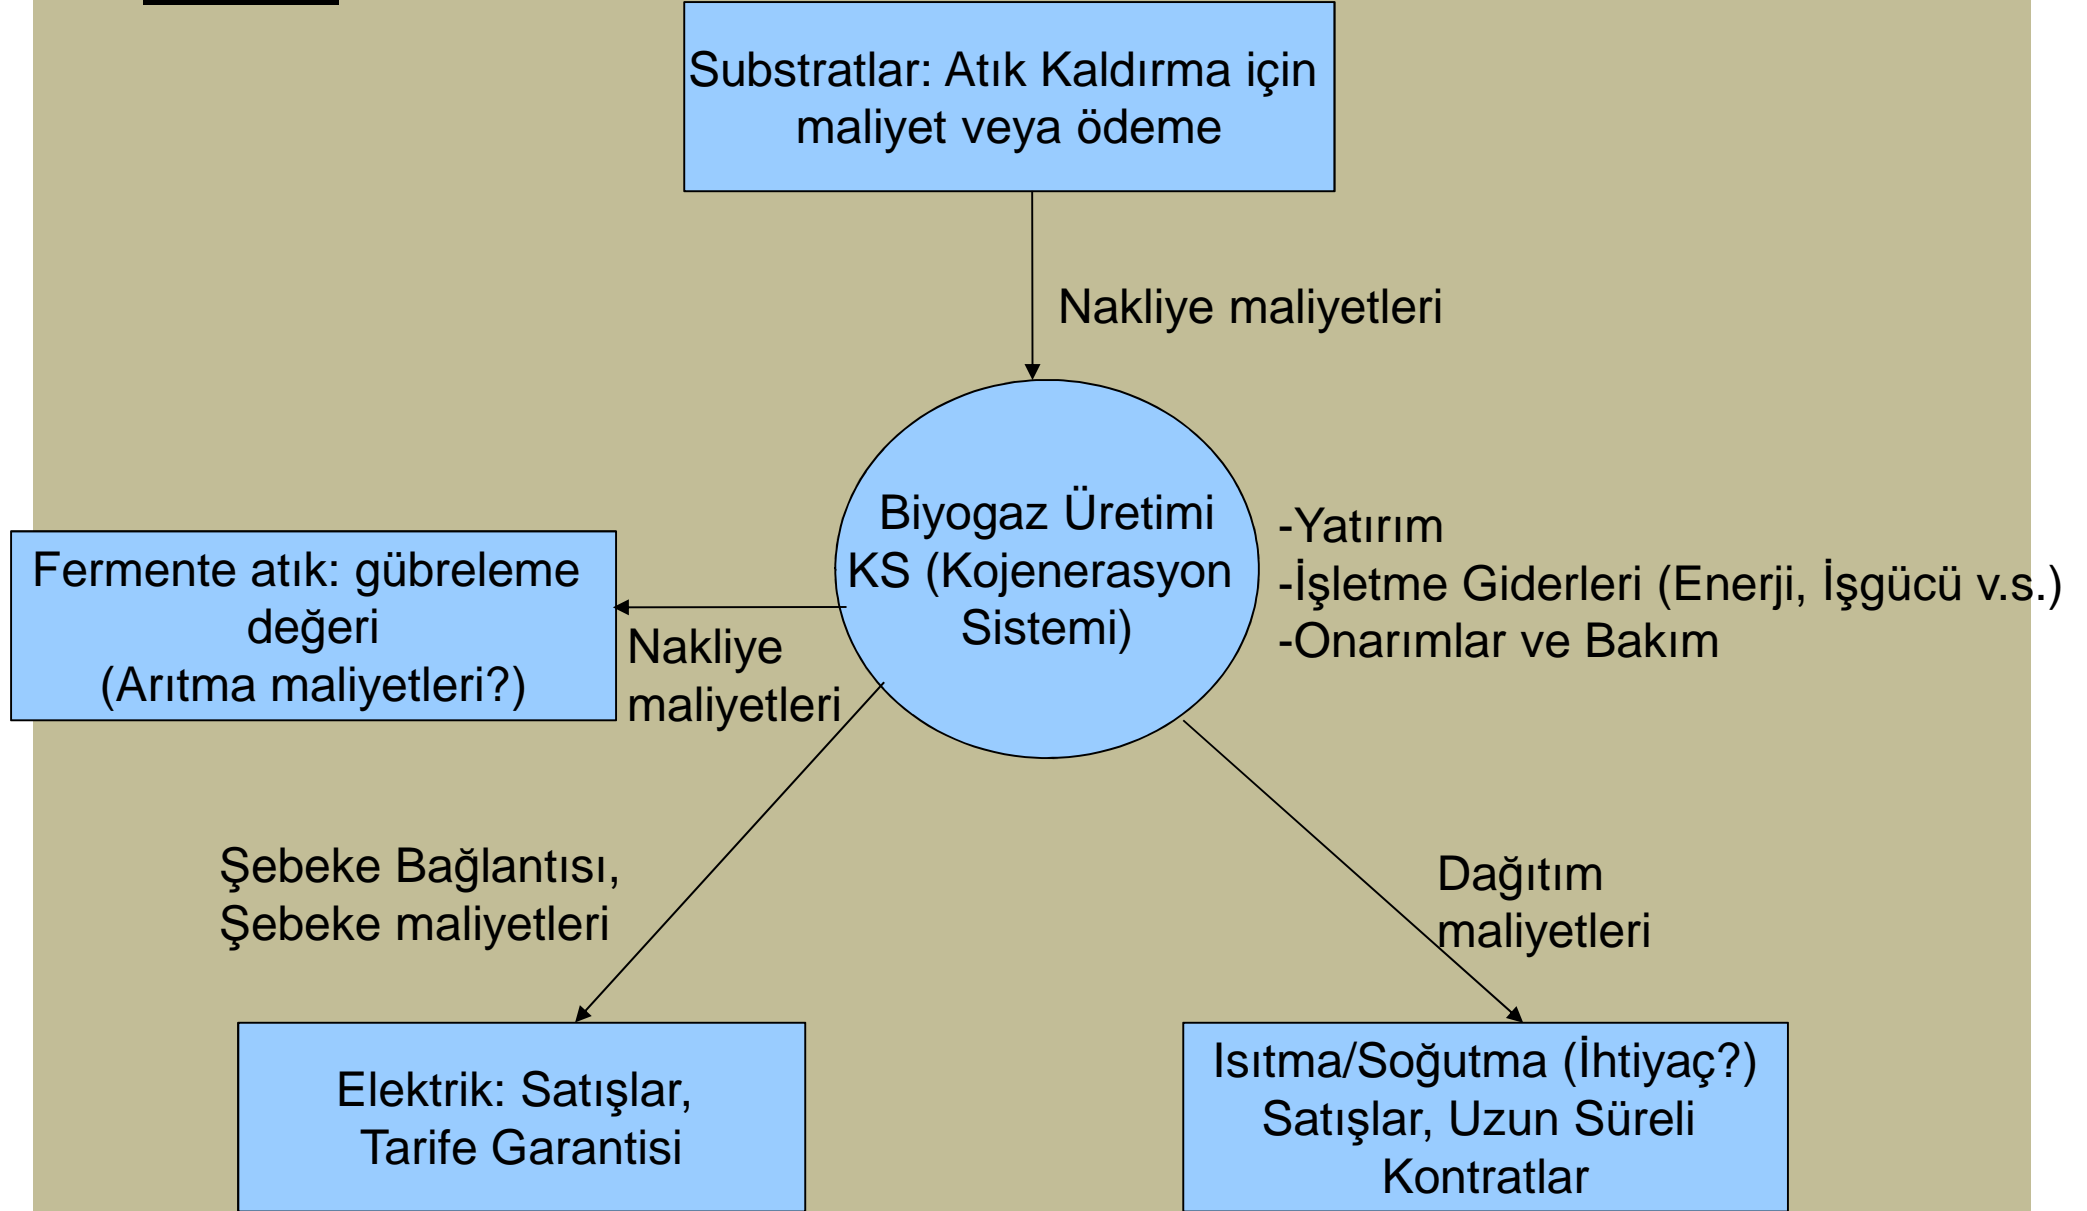 Substratlar: Atık Kaldırma için
maliyet veya ödeme
Nakliye maliyetleri
Biyogaz Üretimi
KS (Kojenerasyon
Sistemi)
-Yatırım
-İşletme Giderleri (Enerji, İşgücü v.s.)
-Onarımlar ve Bakım
Fermente atık: gübreleme
değeri
(Arıtma maliyetleri?)
Nakliye
maliyetleri
Şebeke Bağlantısı,
Şebeke maliyetleri
Dağıtım
maliyetleri
Elektrik: Satışlar,
Tarife Garantisi
Isıtma/Soğutma (İhtiyaç?)
Satışlar, Uzun Süreli
Kontratlar